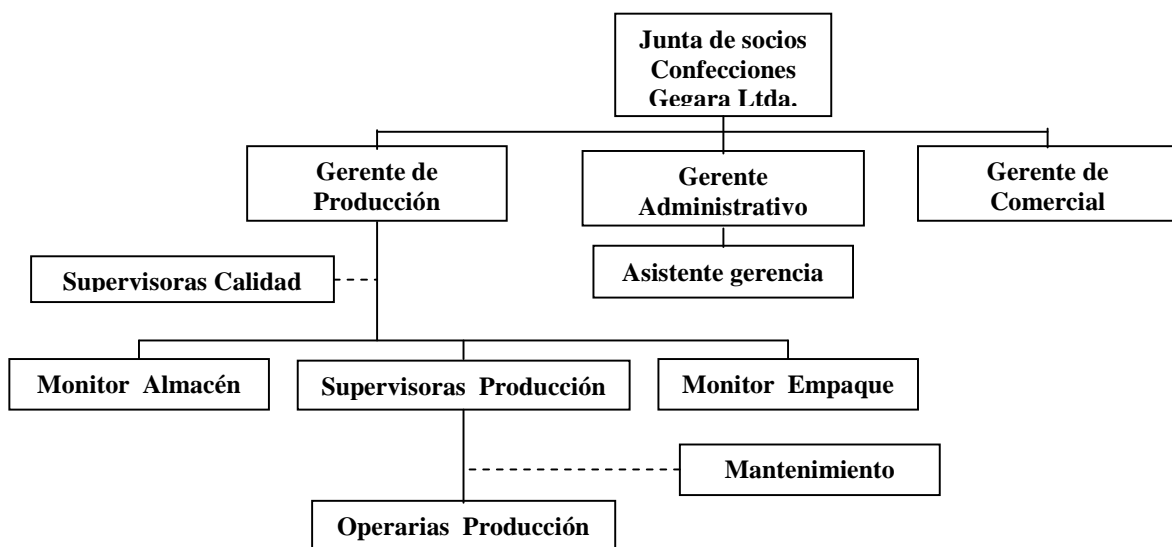 Junta de socios
Confecciones
Gegara Ltda.
Gerente de
Producción
Gerente
Administrativo
Gerente de
Comercial
Supervisoras Calidad
Asistente gerencia
Monitor Almacén
Supervisoras Producción
Monitor Empaque
Mantenimiento
Operarias Producción